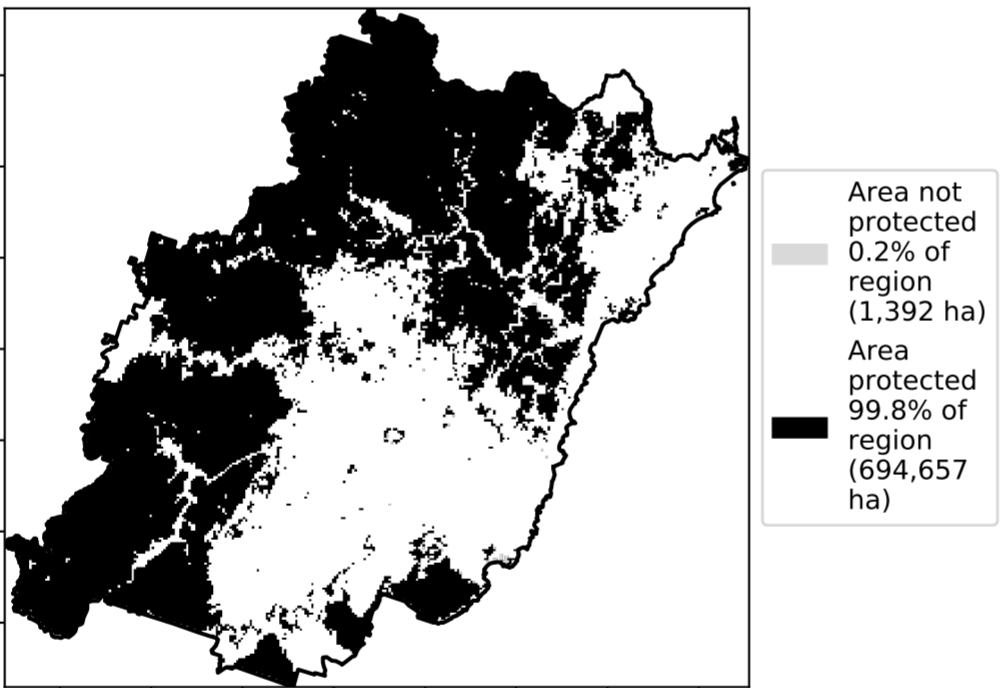 Area not
protected
0.2% of
region
(1,392 ha)
Area
protected
99.8% of
region
(694,657
ha)